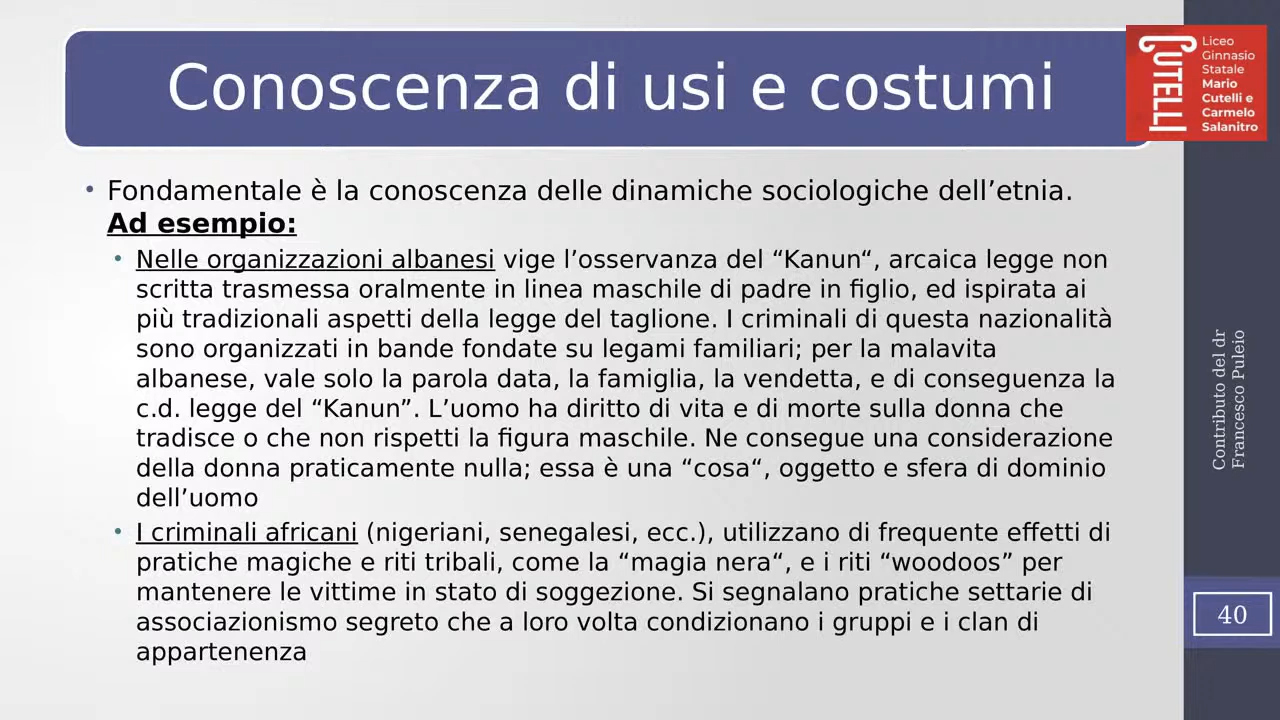 Conoscenza di usi e costumi
CUTELLI
Liceo
Ginnasio
Statale
Mario
Cutelli e
Carmelo
Salanitro
• Fondamentale è la conoscenza delle dinamiche sociologiche dell’etnia.
Ad esempio:
• Nelle organizzazioni albanesi vige l’osservanza del “Kanun“, arcaica legge non
scritta trasmessa oralmente in linea maschile di padre in figlio, ed ispirata ai
più tradizionali aspetti della legge del taglione. I criminali di questa nazionalità
sono organizzati in bande fondate su legami familiari; per la malavita
albanese, vale solo la parola data, la famiglia, la vendetta, e di conseguenza la
c.d. legge del “Kanun”. L’uomo ha diritto di vita e di morte sulla donna che
tradisce o che non rispetti la figura maschile. Ne consegue una considerazione
della donna praticamente nulla; essa è una “cosa“, oggetto e sfera di dominio
dell’uomo
• I criminali africani (nigeriani, senegalesi, ecc.), utilizzano di frequente effetti di
pratiche magiche e riti tribali, come la “magia nera“, e i riti “woodoos” per
mantenere le vittime in stato di soggezione. Si segnalano pratiche settarie di
associazionismo segreto che a loro volta condizionano i gruppi e i clan di
appartenenza
Contributo del dr
Francesco Puleio
40